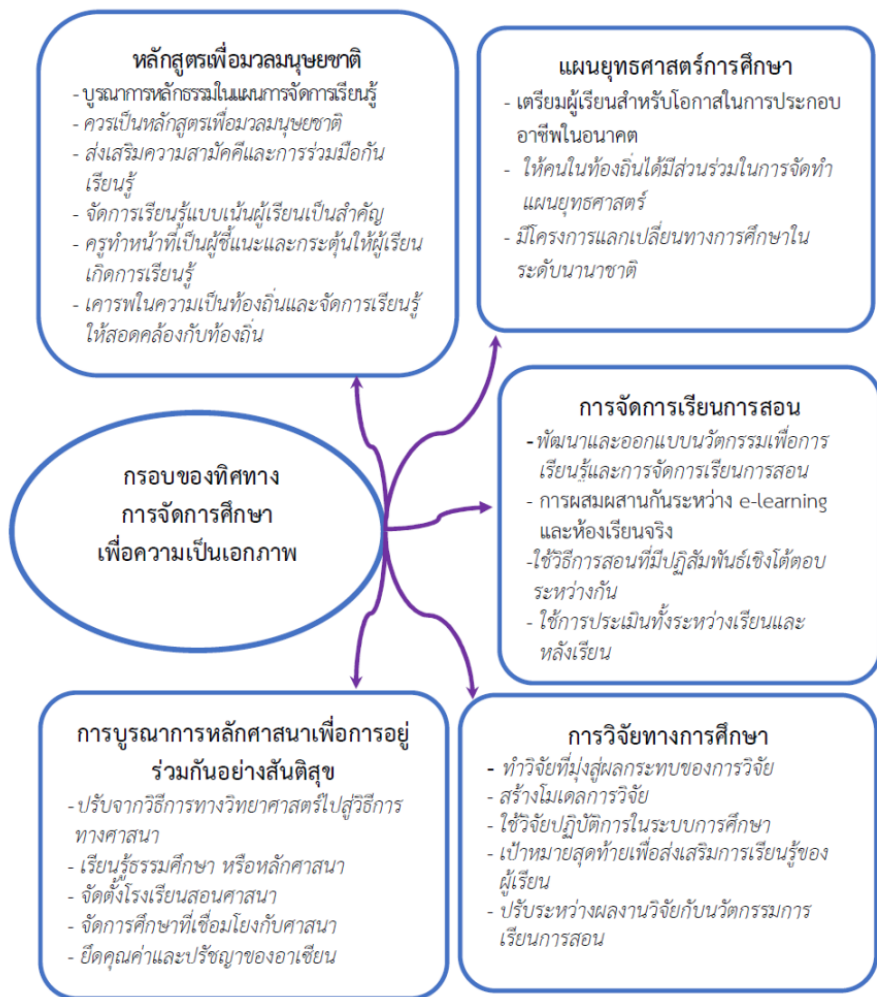 หลักสูตรเพื่อมวลมนุษยชาติ
- บูรณาการหลักธรรมในแผนการจัดการเรียนรู้
- ควรเป็นหลักสูตรเพื่อมวลมนุษยชาติ
- ส่งเสริมความสามัคคีและการร่วมมือกัน
เรียนรู้
- จัดการเรียนรู้แบบเน้นผู้เรียนเป็นสำคัญ
- ครูทำหน้าที่เป็นผู้ชี้แนะและกระตุ้นให้ผู้เรียน
เกิดการเรียนรู้
- เคารพในความเป็นท้องถิ่นและจัดการเรียนรู้
ให้สอดคล้องกับท้องถิ่น
แผนยุทธศาสตร์การศึกษา
- เตรียมผู้เรียนสำหรับโอกาสในการประกอบ
อาชีพในอนาคต
- ให้คนในท้องถิ่นได้มีส่วนร่วมในการจัดทำ
แผนยุทธศาสตร์
- มีโครงการแลกเปลี่ยนทางการศึกษาใน
ระดับนานาชาติ
กรอบของทิศทาง
การจัดการศึกษา
เพื่อความเป็นเอกภาพ
การจัดการเรียนการสอน
- พัฒนาและออกแบบนวัตกรรมเพื่อการ
เรียนรู้และการจัดการเรียนการสอน
- การผสมผสานกันระหว่าง e-learning
และห้องเรียนจริง
-ใช้วิธีการสอนที่มีปฏิสัมพันธ์เชิงโต้ตอบ
ระหว่างกัน
- ใช้การประเมินทั้งระหว่างเรียนและ
หลังเรียน
การบูรณาการหลักศาสนาเพื่อการอยู่
ร่วมกันอย่างสันติสุข
-ปรับจากวิธีการทางวิทยาศาสตร์ไปสู่วิธีการ
ทางศาสนา
- เรียนรู้ธรรมศึกษา หรือหลักศาสนา
- จัดตั้งโรงเรียนสอนศาสนา
- จัดการศึกษาที่เชื่อมโยงกับศาสนา
- ยึดคุณค่าและปรัชญาของอาเซียน
การวิจัยทางการศึกษา
- ทำวิจัยที่มุ่งสู่ผลกระทบของการวิจัย
- สร้างโมเดลการวิจัย
- ใช้วิจัยปฏิบัติการในระบบการศึกษา
- เป้าหมายสุดท้ายเพื่อส่งเสริมการเรียนรู้ของ
ผู้เรียน
- ปรับระหว่างผลงานวิจัยกับนวัตกรรมการ
เรียนการสอน